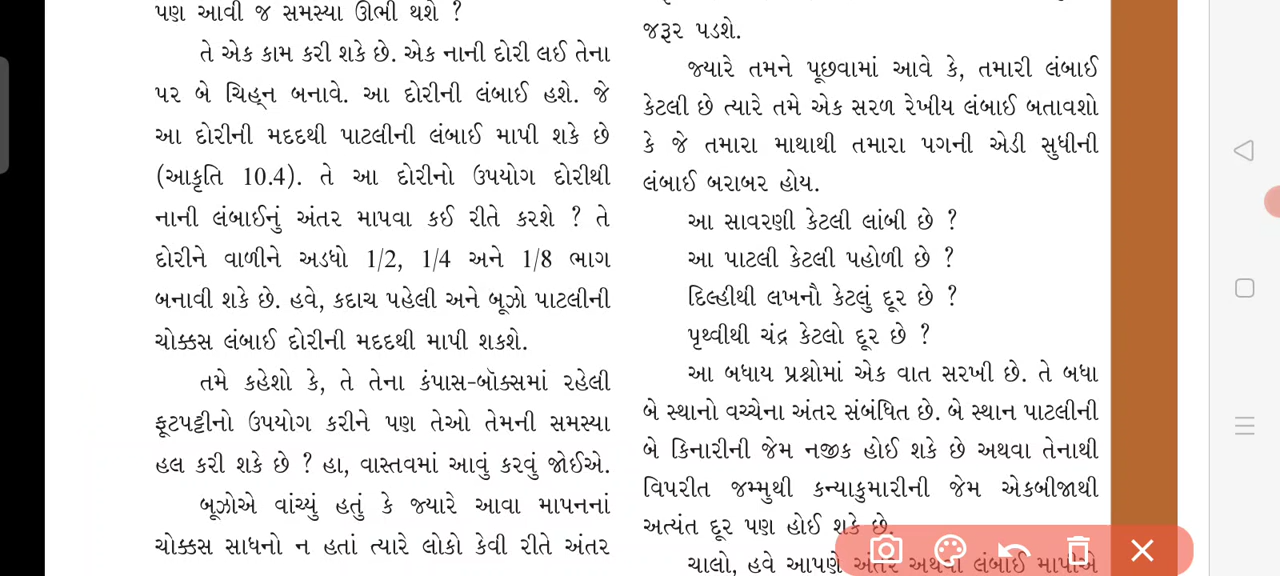 પણ આવી જ સમસ્યા ઊભી થશે ?
તે એક કામ કરી શકે છે. એક નાની દોરી લઈ તેના
પર બે ચિહ્ન બનાવે. આ દોરીની લંબાઈ હશે. જે
આ દોરીની મદદથી પાટલીની લંબાઈ માપી શકે છે
(આકૃતિ 10.4). તે આ દોરીનો ઉપયોગ દોરીથી
નાની લંબાઈનું અંતર માપવા કઈ રીતે કરશે ? તે
દોરીને વાળીને અડધો 1/2, 1/4 અને 1/8 ભાગ
બનાવી શકે છે. હવે, કદાચ પહેલી અને બૂઝો પાટલીની
ચોક્કસ લંબાઈ દોરીની મદદથી માપી શકશે.
તમે કહેશો કે, તે તેના કંપાસ-બૉક્સમાં રહેલી
ફૂટપટ્ટીનો ઉપયોગ કરીને પણ તેઓ તેમની સમસ્યા
હલ કરી શકે છે ? હા, વાસ્તવમાં આવું કરવું જોઈએ.
બૂઝોએ વાંચ્યું હતું કે જ્યારે આવા માપનનાં
ચોક્કસ સાધનો ન હતાં ત્યારે લોકો કેવી રીતે અંતર
જરૂર પડશે.
જ્યારે તમને પૂછવામાં આવે કે, તમારી લંબાઈ
કેટલી છે ત્યારે તમે એક સરળ રેખીય લંબાઈ બતાવશો
કે જે તમારા માથાથી તમારા પગની એડી સુધીની
લંબાઈ બરાબર હોય.
આ સાવરણી કેટલી લાંબી છે ?
આ પાટલી કેટલી પહોળી છે ?
દિલ્હીથી લખનૌ કેટલું દૂર છે ?
પૃથ્વીથી ચંદ્ર કેટલો દૂર છે ?
આ બધાય પ્રશ્નોમાં એક વાત સરખી છે. તે બધા
બે સ્થાનો વચ્ચેના અંતર સંબંધિત છે. બે સ્થાન પાટલીની
બે કિનારીની જેમ નજીક હોઈ શકે છે અથવા તેનાથી
વિપરીત જમ્મુથી કન્યાકુમારીની જેમ એકબીજાથી
અત્યંત દૂર પણ હોઈ શકે છે.
ચાલો, હવે આપણે અંતર અથવા લંબાઈ માપીએ